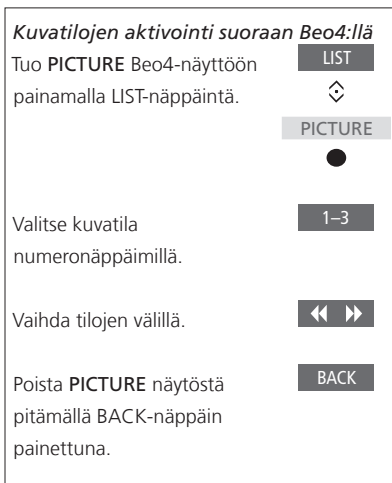 Kuvatilojen aktivointi suoraan Beo4:llä
Tuo PICTURE Beo4-näyttöön
painamalla LIST-näppäintä.
LIST
PICTURE
Valitse kuvatila
numeronäppäimillä.
1–3
Vaihda tilojen välillä.
Poista PICTURE näytöstä
pitämällä BACK-näppäin
painettuna.
BACK